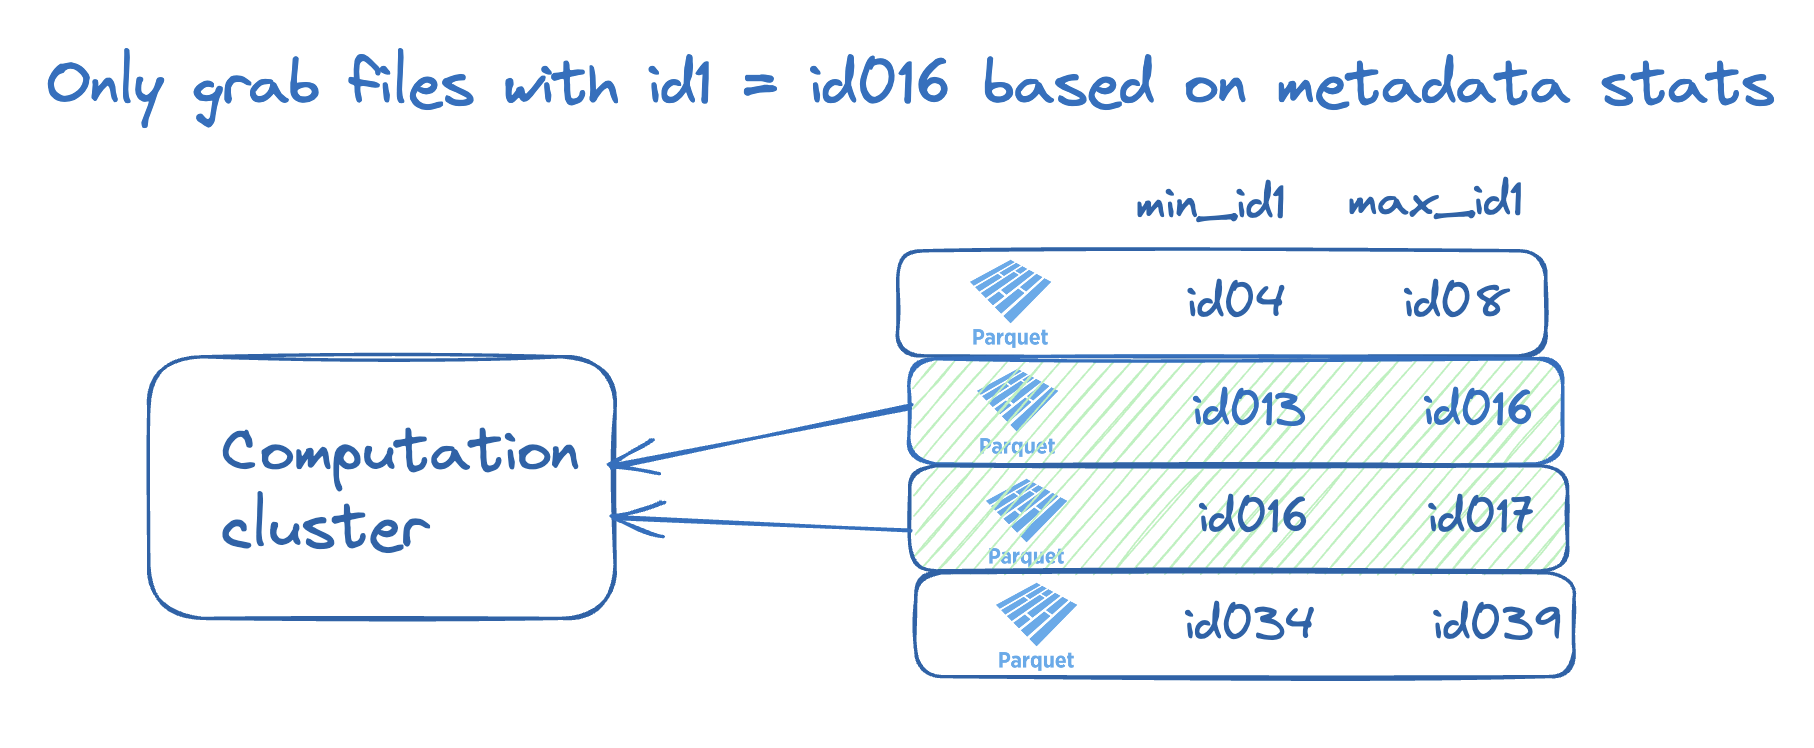 Only grab files with id1 = id016 based on metadata stats
min_id1 max_id1
Parquet id04 id08
Parquet id013 id016
Parquet id016 id017
Parquet id034 id039
Computation
cluster